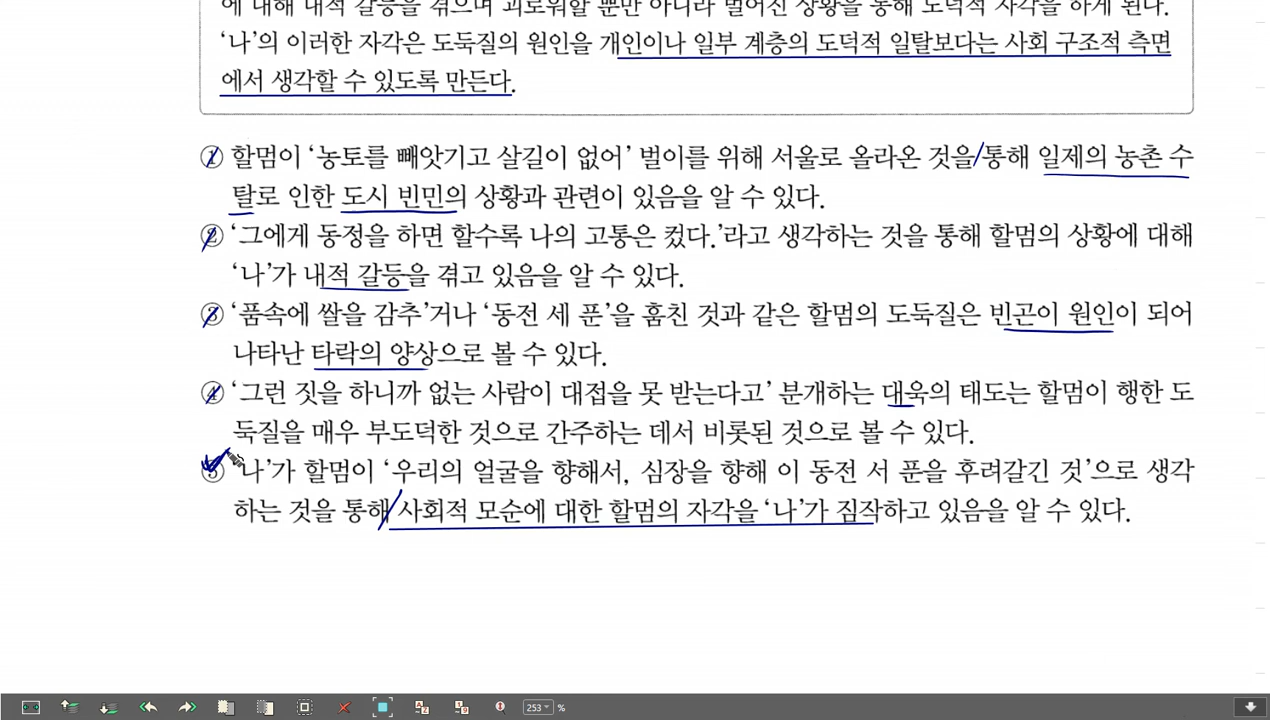 에 대해 내적 갈등을 겪으며 괴로워할 뿐만 아니라 벌어진 상황을 통해 도덕적 자각을 하게 된다.
‘나’의 이러한 자각은 도둑질의 원인을 개인이나 일부 계층의 도덕적 일탈보다는 사회 구조적 측면
에서 생각할 수 있도록 만든다.
① 할멈이 ‘농토를 빼앗기고 살길이 없어’ 벌이를 위해 서울로 올라온 것을 통해 일제의 농촌 수
탈로 인한 도시 빈민의 상황과 관련이 있음을 알 수 있다.
② ‘그에게 동정을 하면 할수록 나의 고통은 컸다.’라고 생각하는 것을 통해 할멈의 상황에 대해
‘나’가 내적 갈등을 겪고 있음을 알 수 있다.
③ ‘품속에 쌀을 감추’거나 ‘동전 세 푼’을 훔친 것과 같은 할멈의 도둑질은 빈곤이 원인이 되어
나타난 타락의 양상으로 볼 수 있다.
④ ‘그런 짓을 하니까 없는 사람이 대접을 못 받는다고’ 분개하는 대욱의 태도는 할멈이 행한 도
둑질을 매우 부도덕한 것으로 간주하는 데서 비롯된 것으로 볼 수 있다.
⑤ ‘나’가 할멈이 ‘우리의 얼굴을 향해서, 심장을 향해 이 동전 서 푼을 후려갈긴 것’으로 생각
하는 것을 통해 사회적 모순에 대한 할멈의 자각을 ‘나’가 짐작하고 있음을 알 수 있다.
253 %